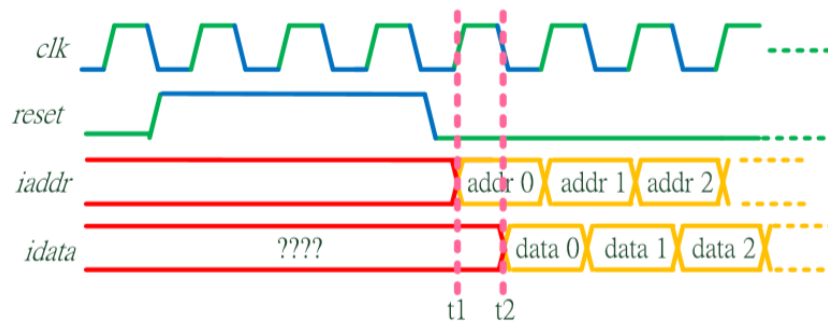 clk
reset
iaddr addr 0 addr 1 addr 2
idata ???? data 0 data 1 data 2
t1 t2